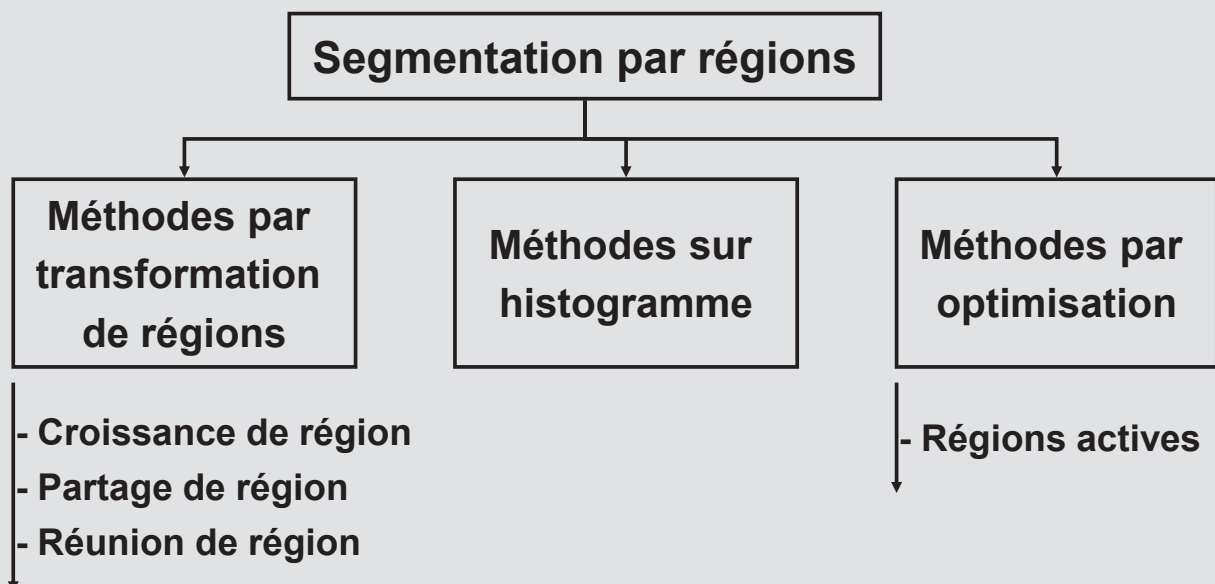 Segmentation par régions
Méthodes par
transformation
de régions
Méthodes sur
histogramme
Méthodes par
optimisation
- Croissance de région
- Partage de région
- Réunion de région
- Régions actives